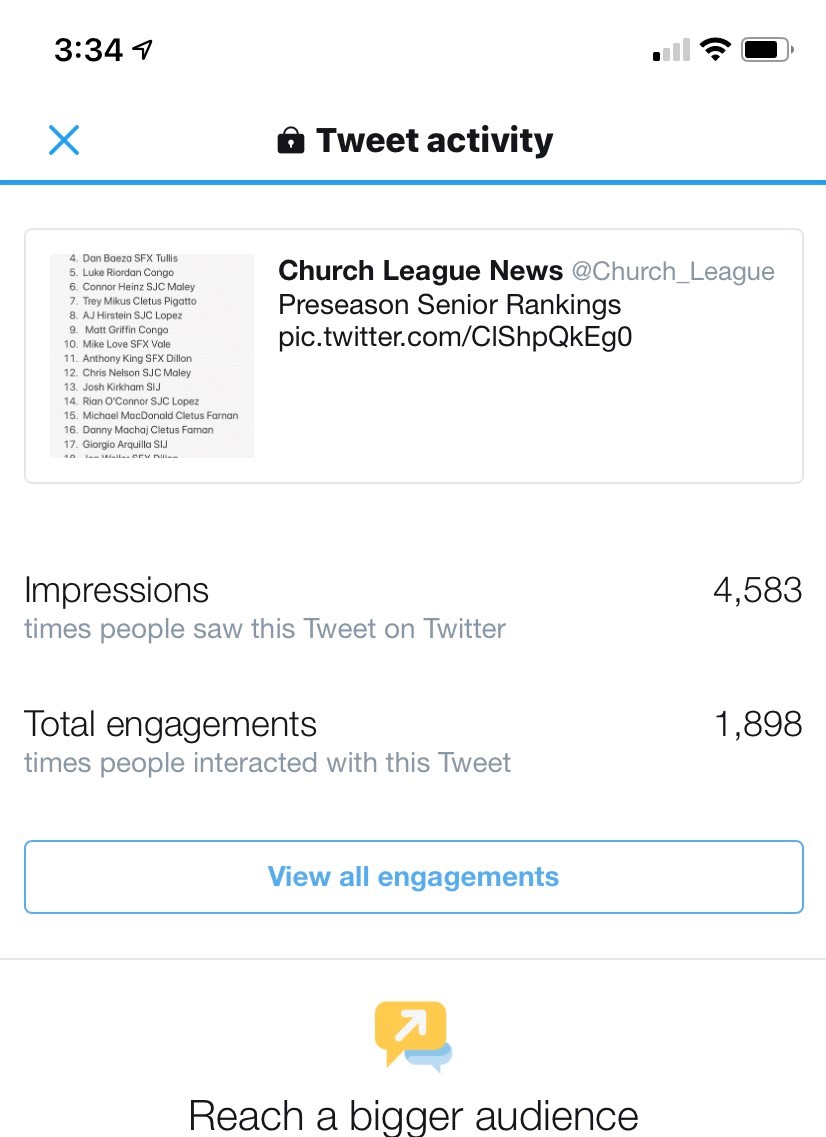 3:34
Tweet activity
4. Dan Baeza SFX Tullis
5. Luke Riordan Congo
6. Connor Heinz SJC Maley
7. Trey Mikus Cletus Pigatto
8. AJ Hirstein SJC Lopez
9. Matt Griffin Congo
10. Mike Love SFX Vale
11. Anthony King SFX Dillon
12. Chris Nelson SJC Maley
13. Josh Kirkham SIJ
14. Rian O'Connor SJC Lopez
15. Michael MacDonald Cletus Farnan
16. Danny Machaj Cletus Farnan
17. Giorgio Arquilla SIJ
Church League News @Church_League
Preseason Senior Rankings
pic.twitter.com/ClShpQkEg0
Impressions 4,583
times people saw this Tweet on Twitter
Total engagements 1,898
times people interacted with this Tweet
View all engagements
Reach a bigger audience